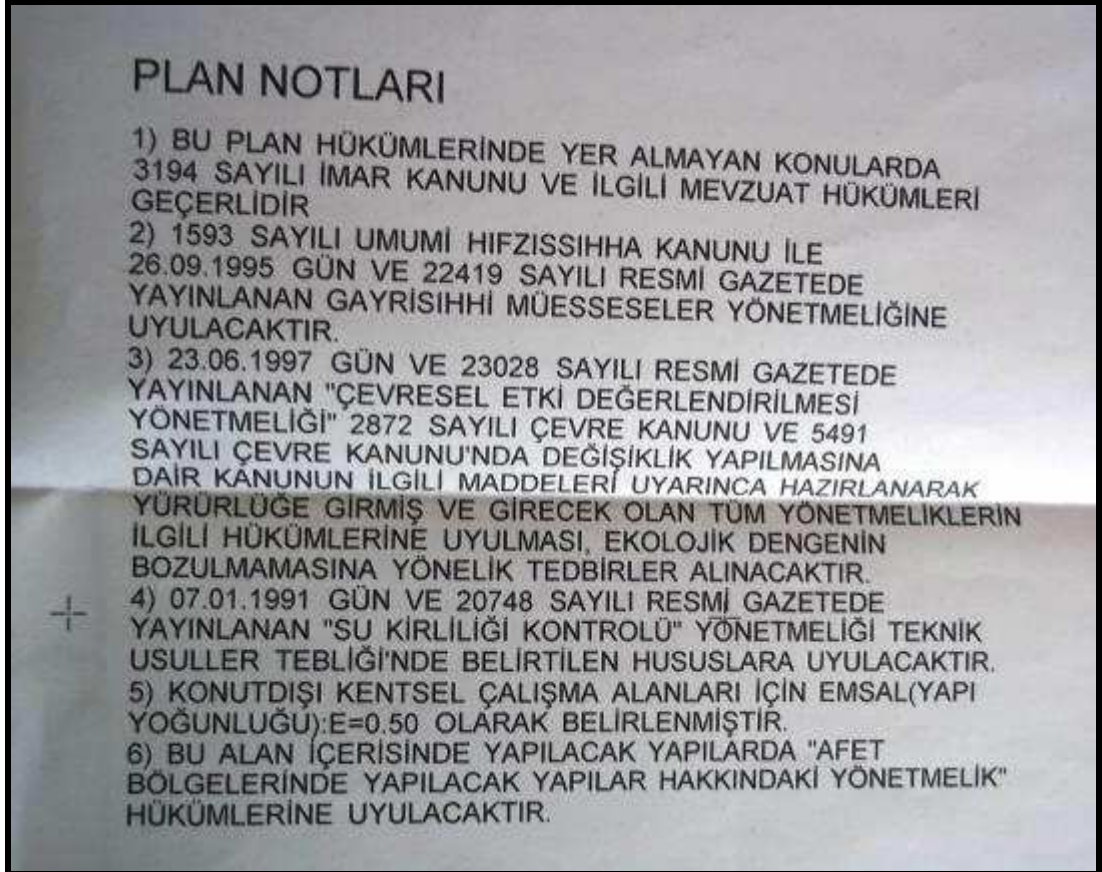 PLAN NOTLARI
1) BU PLAN HÜKÜMLERİNDE YER ALMAYAN KONULARDA
3194 SAYILI İMAR KANUNU VE İLGİLİ MEVZUAT HÜKÜMLERİ
GEÇERLİDİR
2) 1593 SAYILI UMUMİ HIFZISSIHHA KANUNU İLE
26.09.1995 GÜN VE 22419 SAYILI RESMİ GAZETEDE
YAYINLANAN GAYRİSIHHİ MÜESSESELER YÖNETMELİĞİNE
UYULACAKTIR.
3) 23.06.1997 GÜN VE 23028 SAYILI RESMİ GAZETEDE
YAYINLANAN "ÇEVRESEL ETKİ DEĞERLENDİRİLMESİ
YÖNETMELİĞİ" 2872 SAYILI ÇEVRE KANUNU VE 5491
SAYILI ÇEVRE KANUNU'NDA DEĞİŞİKLİK YAPILMASINA
DAİR KANUNUN İLGİLİ MADDELERİ UYARINCA HAZIRLANARAK
YÜRÜRLÜĞE GİRMİŞ VE GİRECEK OLAN TÜM YÖNETMELİKLERİN
İLGİLİ HÜKÜMLERİNE UYULMASI, EKOLOJİK DENGENİN
BOZULMAMASINA YÖNELİK TEDBİRLER ALINACAKTIR.
4) 07.01.1991 GÜN VE 20748 SAYILI RESMİ GAZETEDE
YAYINLANAN "SU KİRLİLİĞİ KONTROLÜ" YÖNETMELİĞİ TEKNİK
USULLER TEBLİĞİ'NDE BELİRTİLEN HUSUSLARA UYULACAKTIR.
5) KONUTDIŞI KENTSEL ÇALIŞMA ALANLARI İÇİN EMSAL(YAPI
YOĞUNLUĞU):E=0.50 OLARAK BELİRLENMİŞTİR.
6) BU ALAN İÇERİSİNDE YAPILACAK YAPILARDA "AFET
BÖLGELERİNDE YAPILACAK YAPILAR HAKKINDAKİ YÖNETMELİK"
HÜKÜMLERİNE UYULACAKTIR.